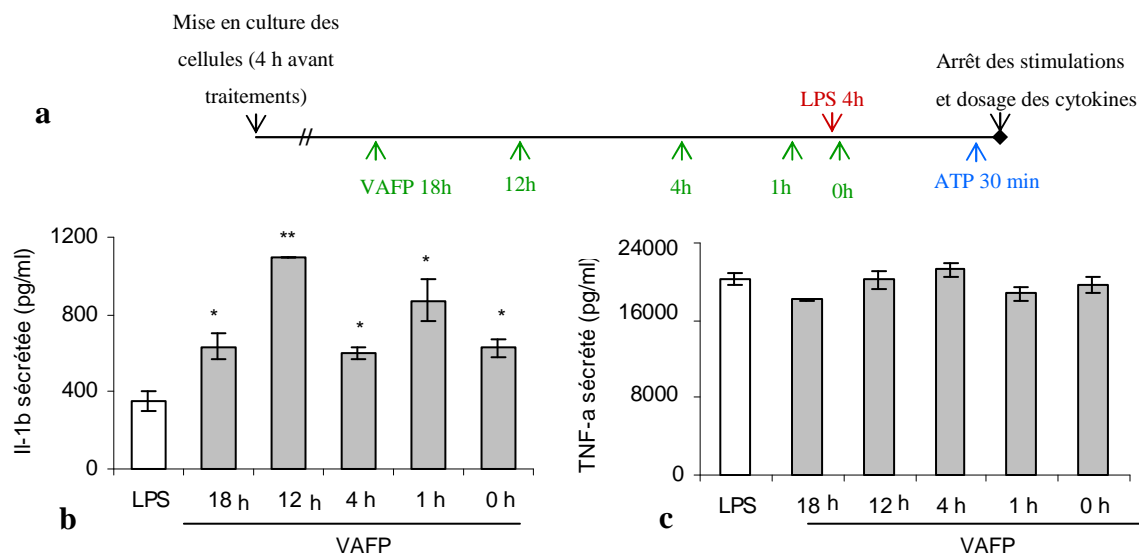 Mise en culture des
cellules (4 h avant
traitements)
Arrêt des stimulations
et dosage des cytokines
LPS 4h
a
//
VAFP 18h
12h
4h
1h
0h
ATP 30 min
Il-1b sécrétée (pg/ml)
1200
800
400
0
*
**
*
*
*
LPS
18 h
12 h
4 h
1 h
0 h
VAFP
b
TNF-a sécrété (pg/ml)
24000
16000
8000
0
LPS
18 h
12 h
4 h
1 h
0 h
VAFP
c